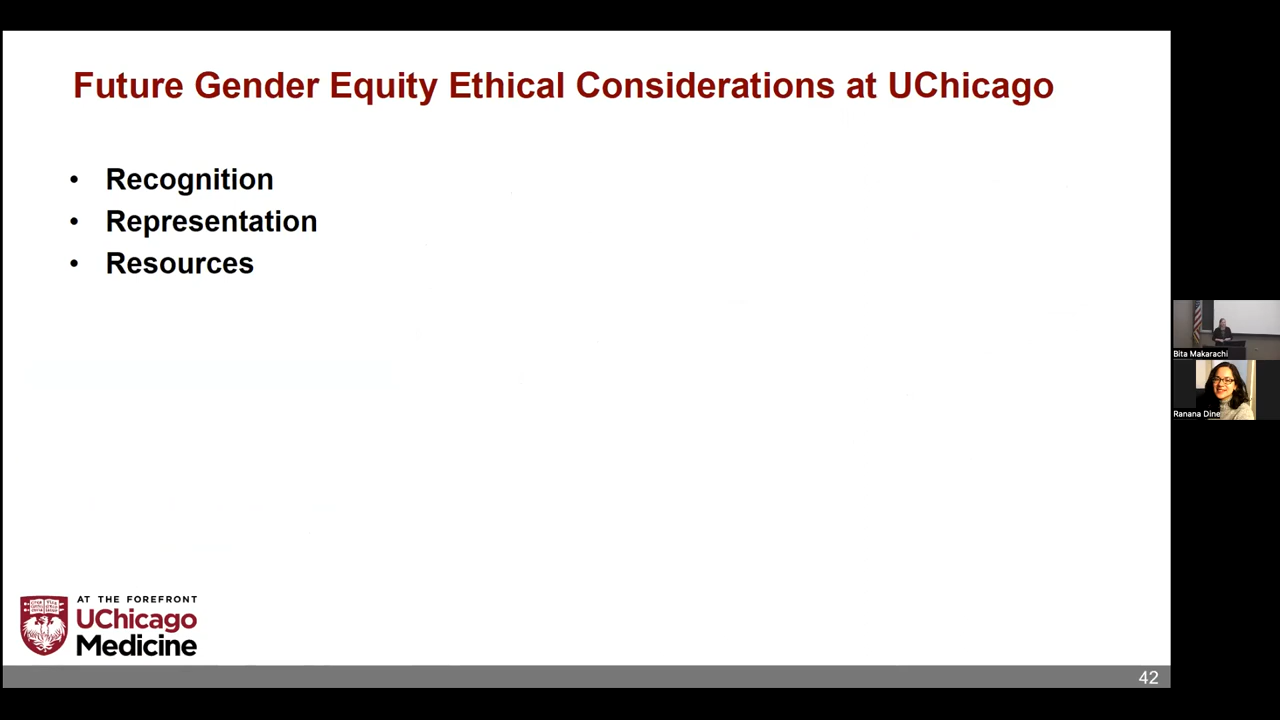 Future Gender Equity Ethical Considerations at UChicago
• Recognition
• Representation
• Resources
Bita Makarachi
Ranana Dine
AT THE FOREFRONT
UChicago
Medicine
42